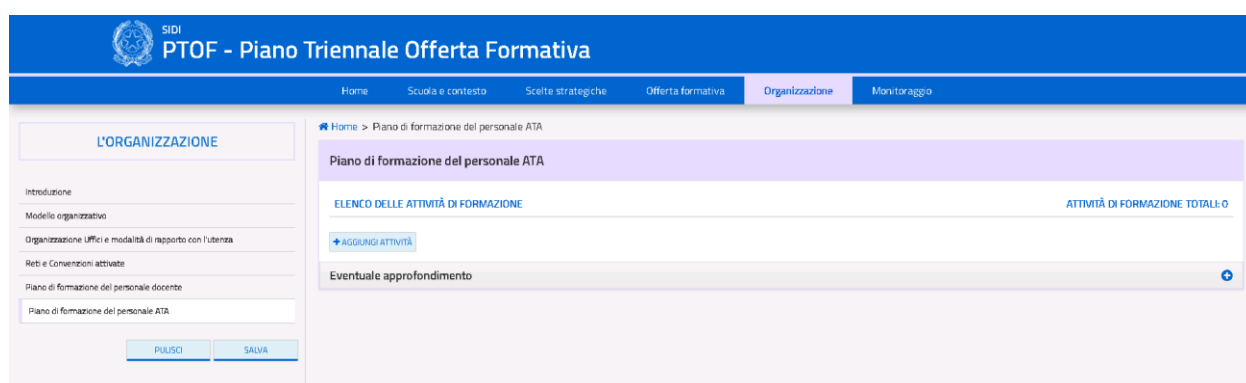 SIDI
PTOF - Piano Triennale Offerta Formativa
Home Scuola e contesto Scelte strategiche Offerta formativa Organizzazione Monitoraggio
L'ORGANIZZAZIONE
Introduzione
Modello organizzativo
Organizzazione Uffici e modalità di rapporto con l'utenza
Reti e Convenzioni attivate
Piano di formazione del personale docente
Piano di formazione del personale ATA
PULISCI SALVA
Home > Piano di formazione del personale ATA
Piano di formazione del personale ATA
ELENCO DELLE ATTIVITÀ DI FORMAZIONE ATTIVITÀ DI FORMAZIONE TOTALI: 0
+ AGGIUNGI ATTIVITÀ
Eventuale approfondimento